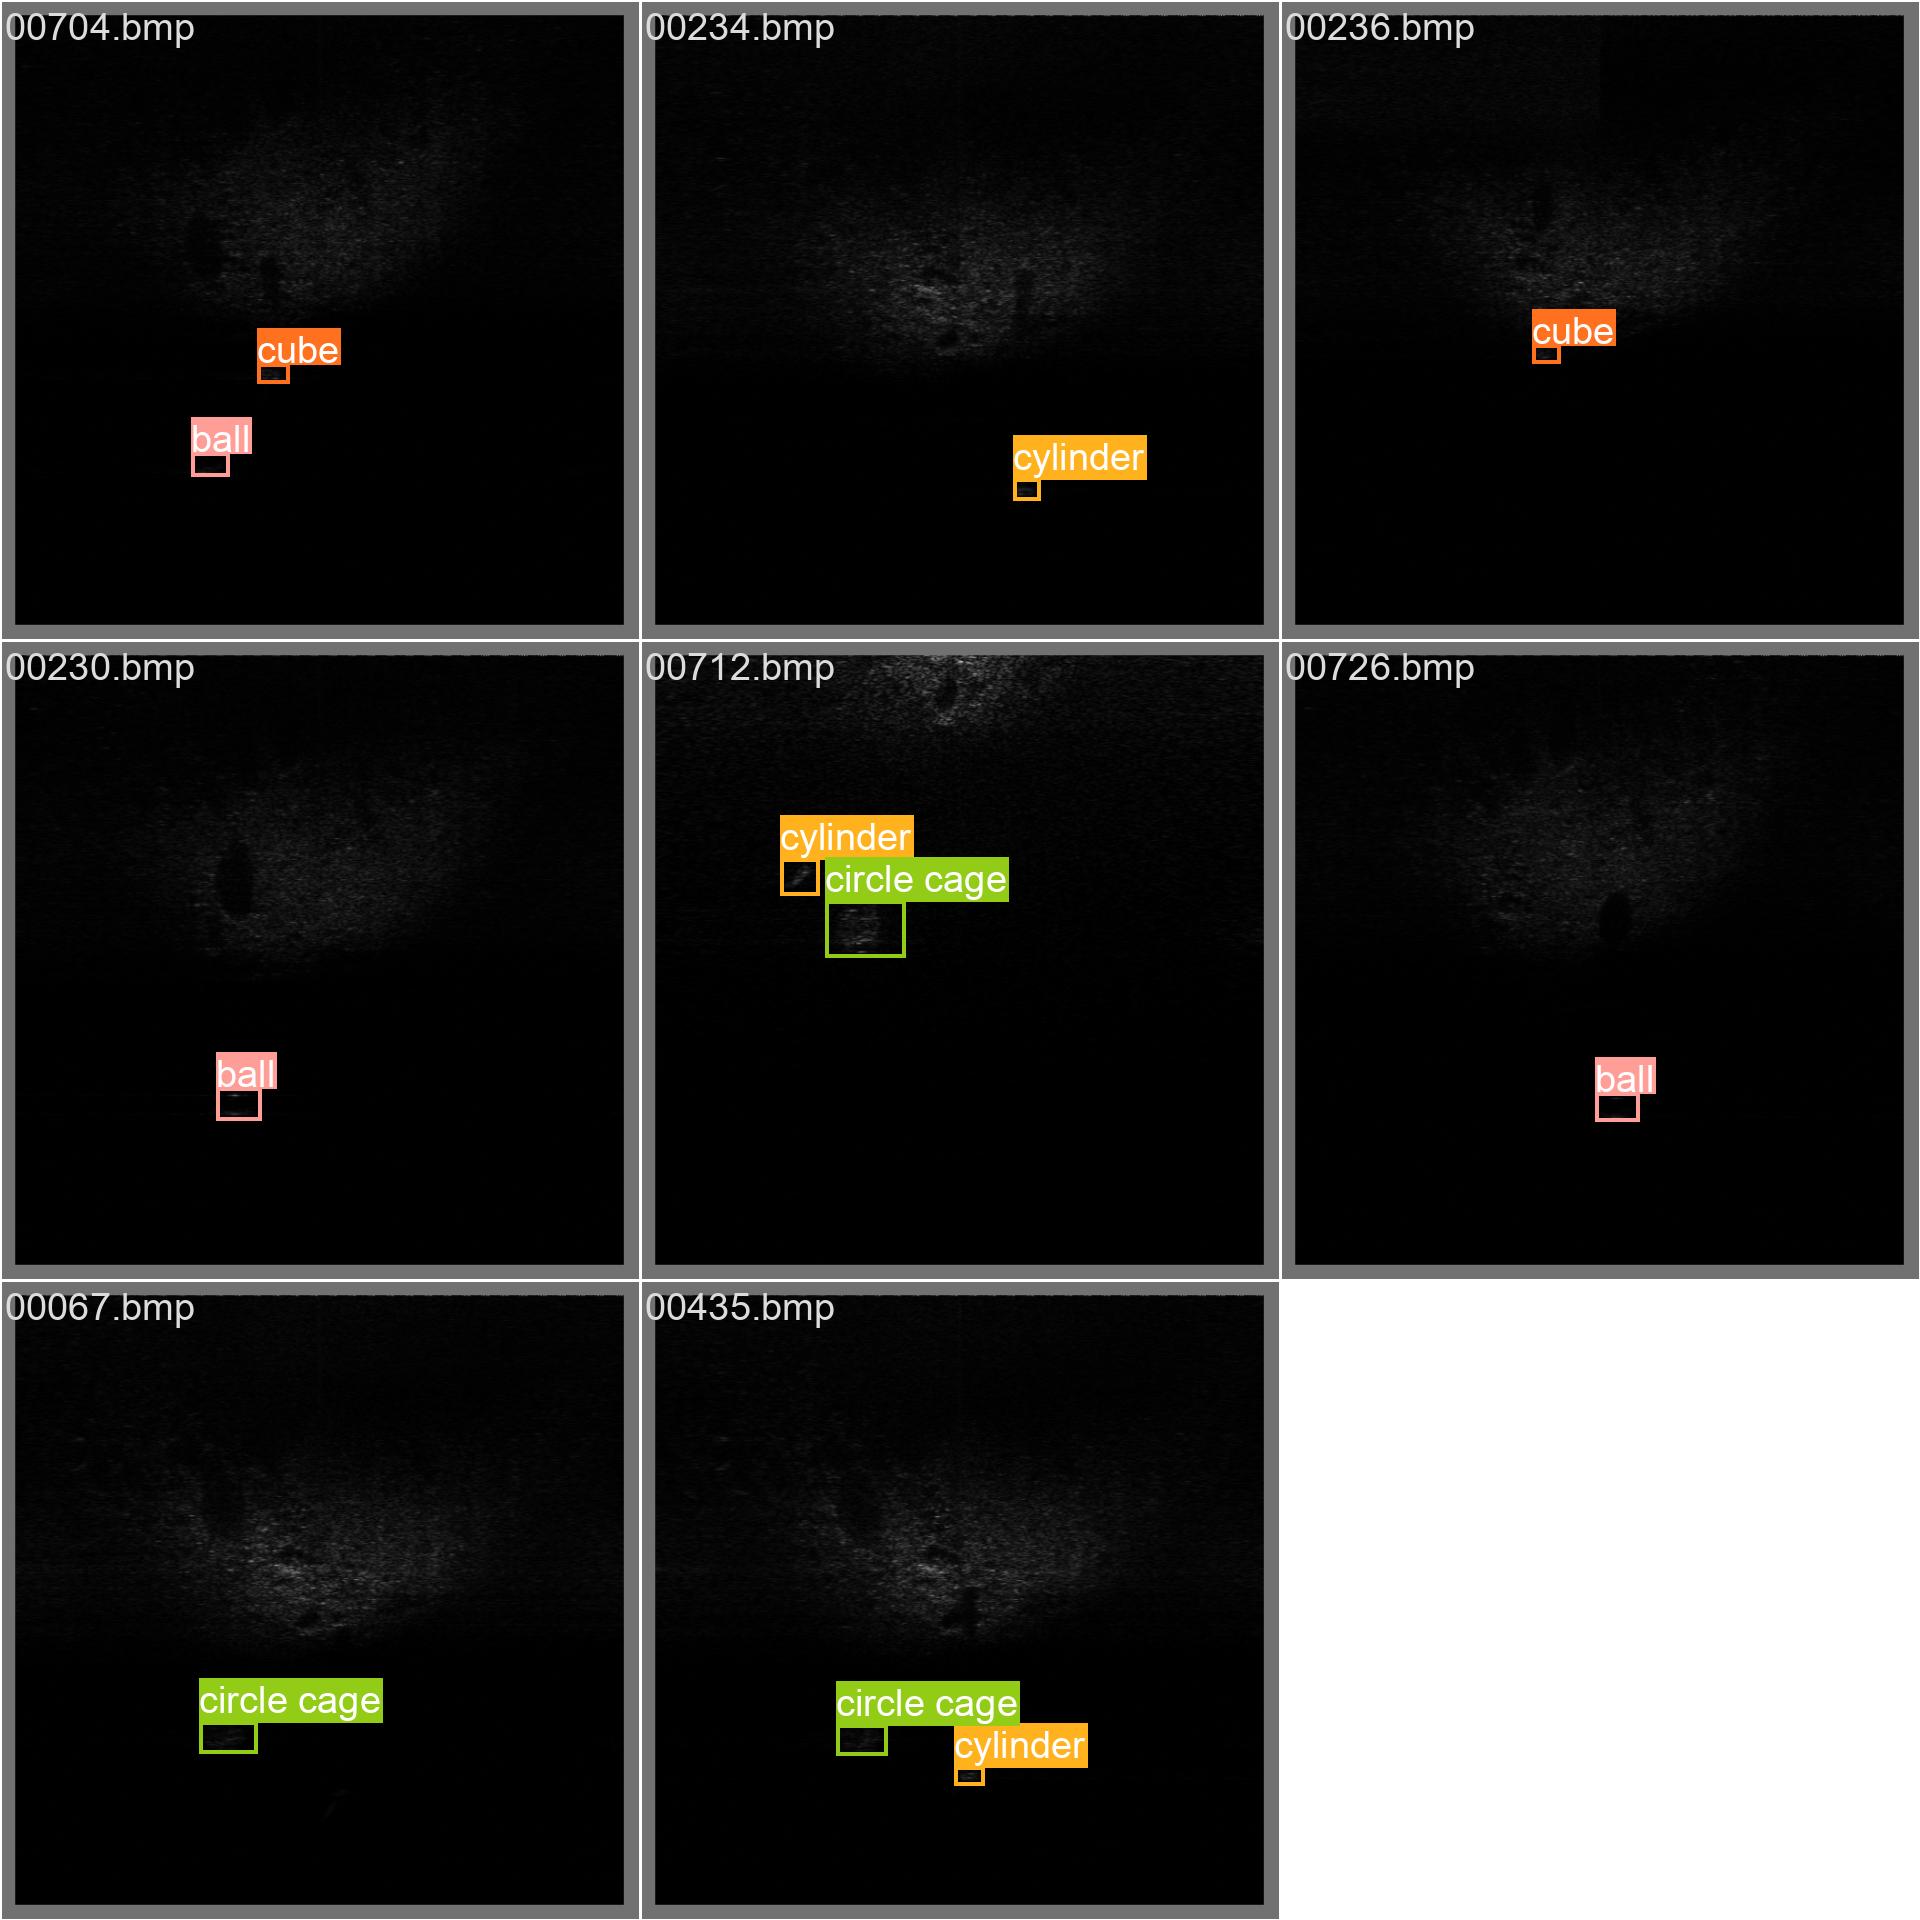 00704.bmp
cube
ball
00234.bmp
cylinder
00236.bmp
cube
00230.bmp
ball
00712.bmp
cylinder
circle cage
00726.bmp
ball
00067.bmp
circle cage
00435.bmp
circle cage
cylinder